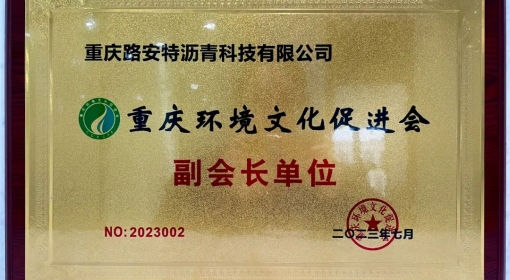 重庆路安特沥青科技有限公司
重庆环境文化促进会
副会长单位
NO:2023002
二〇二三年七月